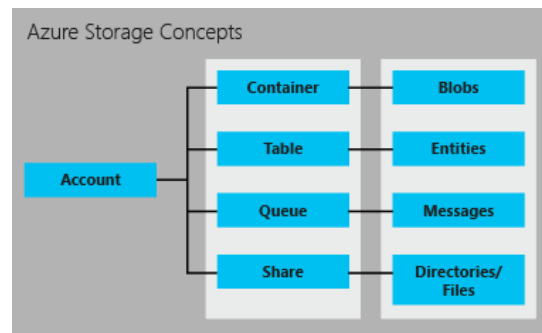 Azure Storage Concepts
Container
Blobs
Table
Entities
Account
Queue
Messages
Share
Directories/
Files